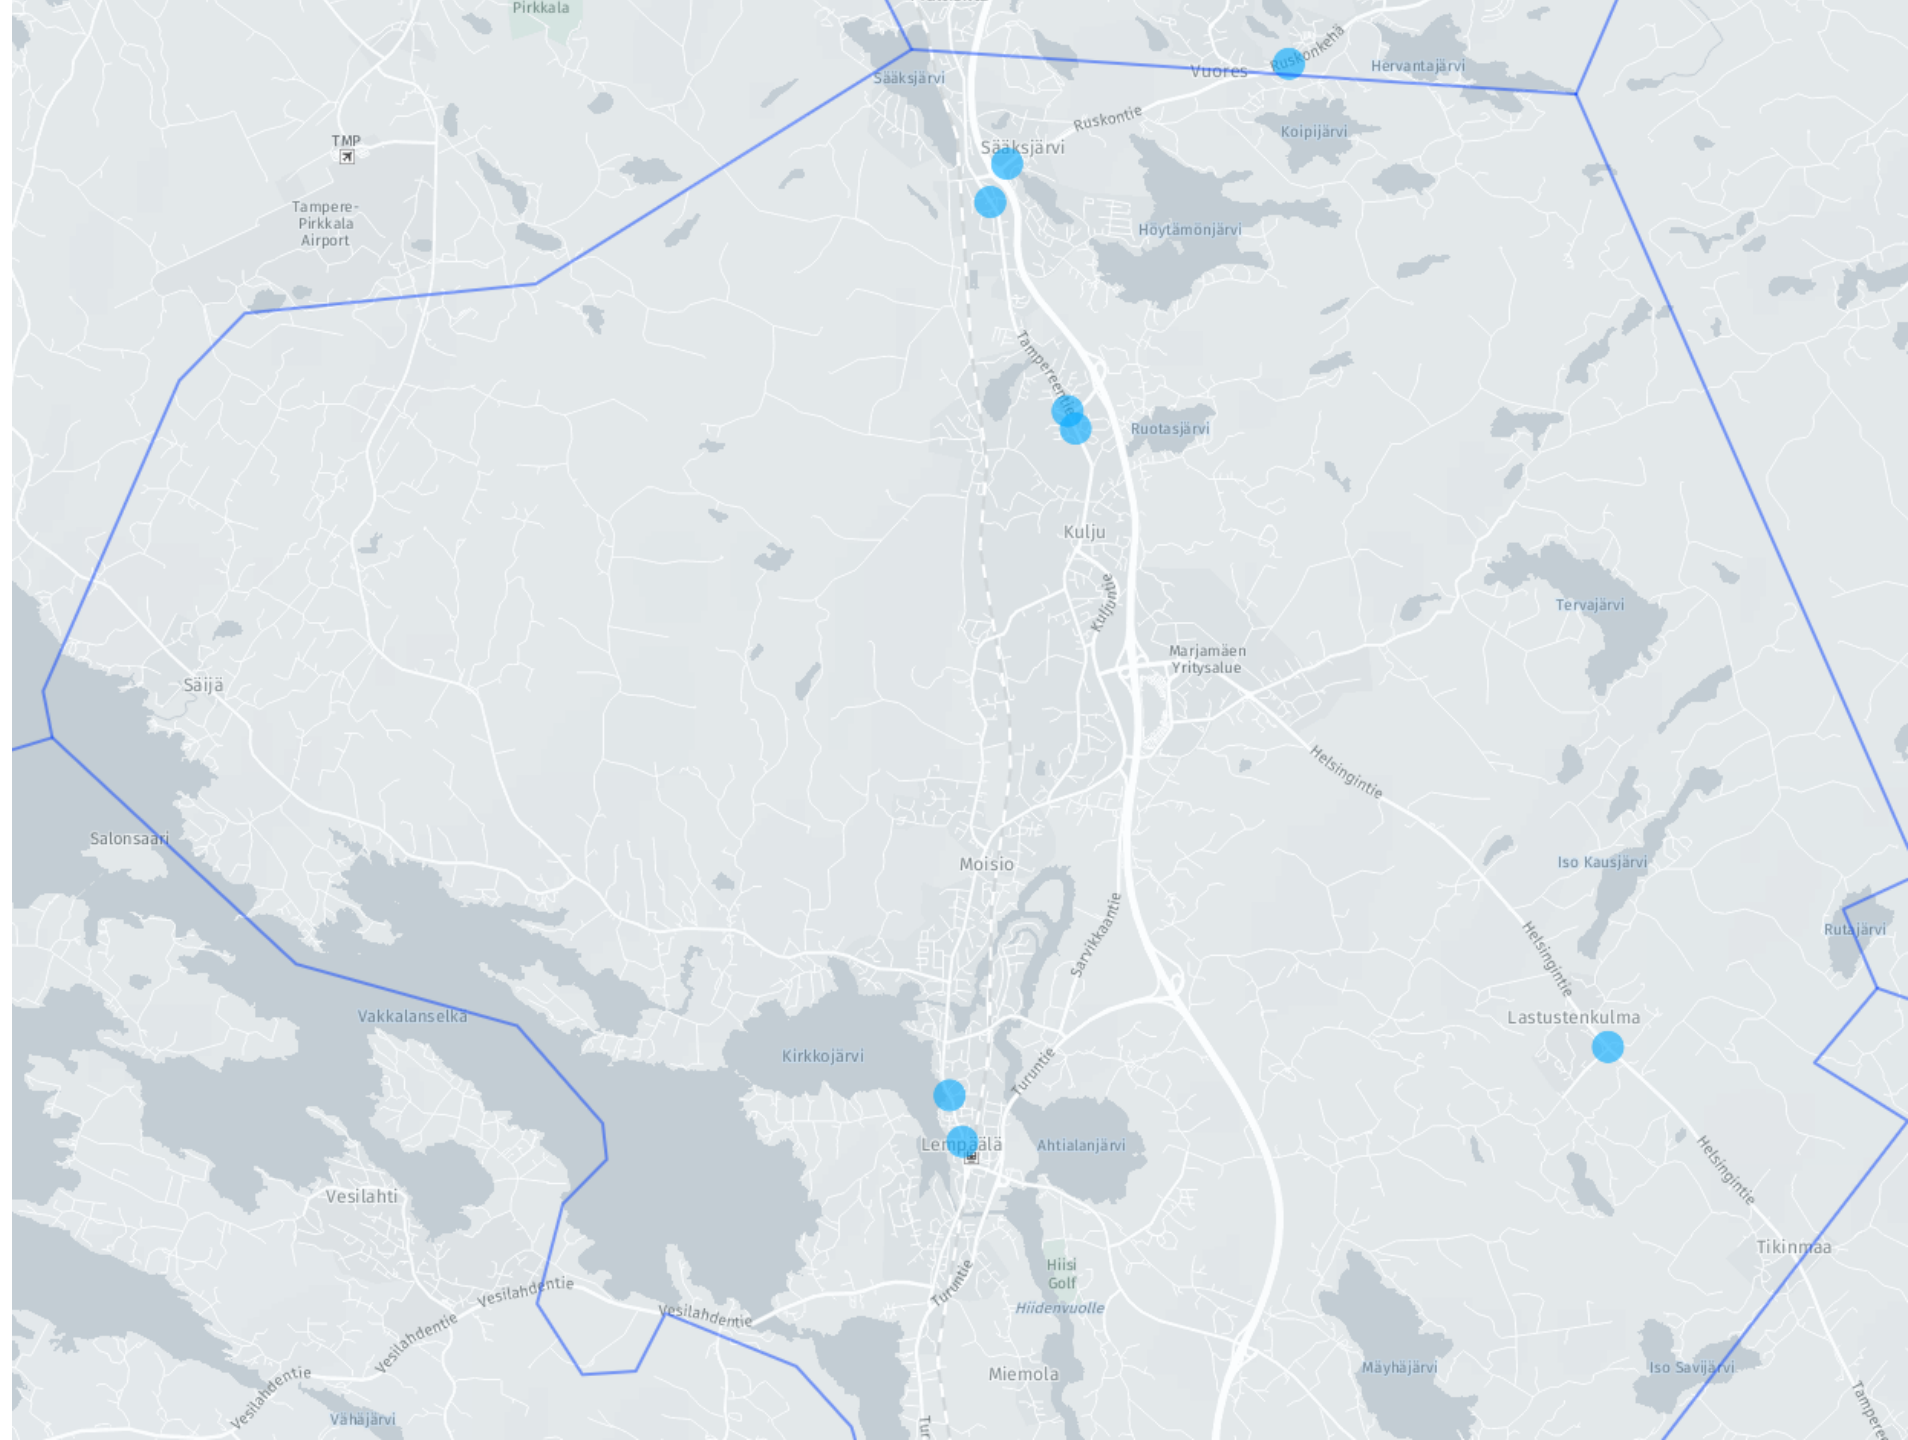 Pirkkala
Ruskonkehä
Sääksjärvi
Vuores
Hervantajärvi
Ruskontie
Koipijärvi
TMP
Sääksjärvi
Tampere-
Pirkkala
Airport
Höytämönjärvi
Tampereentie
Ruotasjärvi
Kulju
Kuljuntie
Tervajärvi
Marjamäen
Yritysalue
Säijä
Helsingintie
Salonsaari
Moisio
Iso Kausjärvi
Sarvikkaantie
Helsingintie
Rutajärvi
Vakkalanselkä
Lastustenkulma
Kirkkojärvi
Turuntie
Lempäälä
Ahtialanjärvi
Helsingintie
Vesilahti
Tikinmaa
Hiisi
Golf
Vesilahdentie
Turuntie
Hiidenvuolle
Vesilahdentie
Vesilahdentie
Miemola
Mäyhäjärvi
Iso Savijärvi
Vesilahdentie
Vähäjärvi
Tur
Tampere